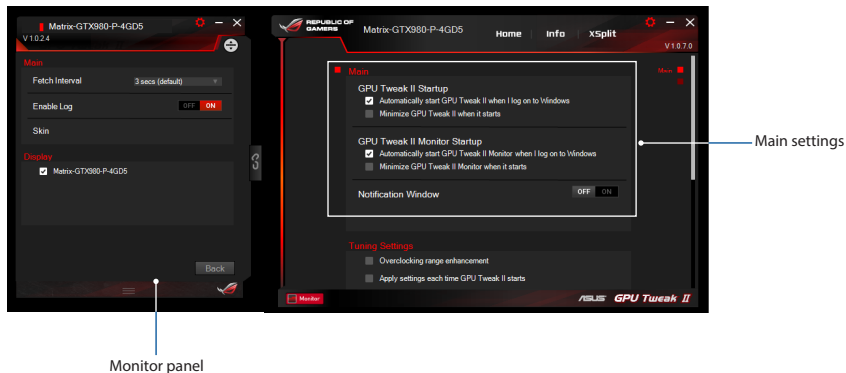 Matrix-GTX980-P-4GD5
V 1.0.2.4
Main
Fetch Interval 3 secs (default)
Enable Log OFF ON
Skin
Display
Matrix-GTX980-P-4GD5
Back
REPUBLIC OF
GAMERS
Matrix-GTX980-P-4GD5 Home Info XSplit
V 1.0.7.0
Main
Main
GPU Tweak II Startup
Automatically start GPU Tweak II when I log on to Windows
Minimize GPU Tweak II when it starts
GPU Tweak II Monitor Startup
Automatically start GPU Tweak II Monitor when I log on to Windows
Minimize GPU Tweak II Monitor when it starts
Notification Window OFF ON
Tuning Settings
Overclocking range enhancement
Apply settings each time GPU Tweak II starts
Monitor
ASUS GPU Tweak II
Main settings
Monitor panel